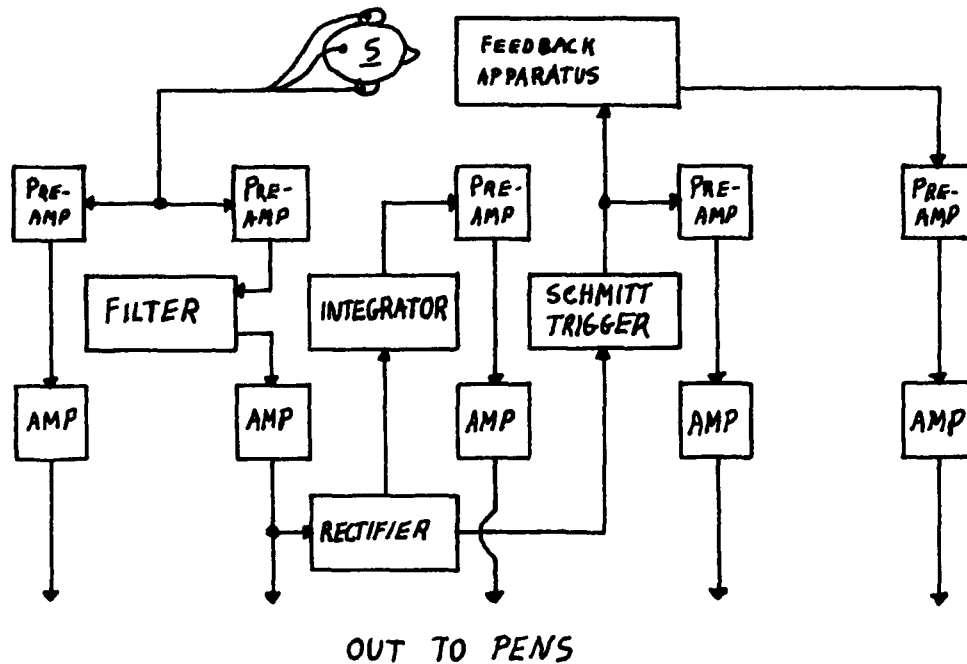 S
FEEDBACK
APPARATUS
PRE-
AMP
PRE-
AMP
PRE-
AMP
PRE-
AMP
PRE-
AMP
FILTER
INTEGRATOR
SCHMITT
TRIGGER
AMP
AMP
AMP
AMP
AMP
RECTIFIER
OUT TO PENS